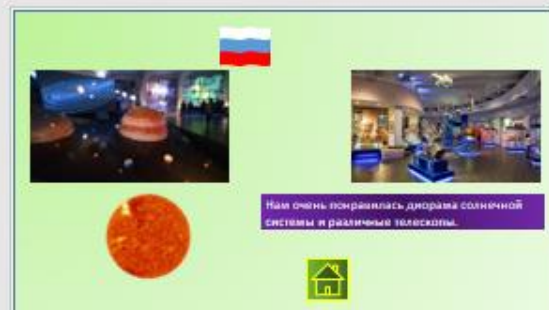 Нам очень понравилась диорама солнечной
системы и различные телескопы.